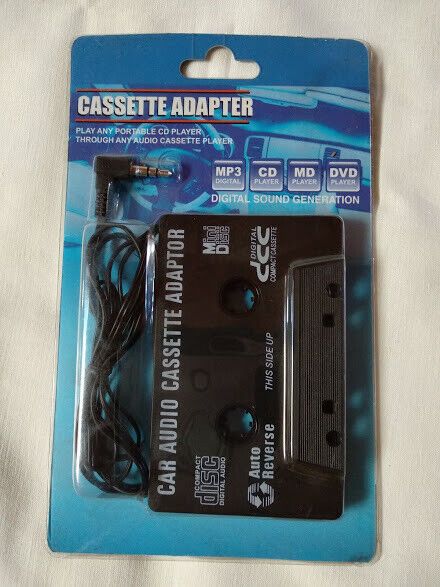 CASSETTE ADAPTER
PLAY ANY PORTABLE CD PLAYER
THROUGH ANY AUDIO CASSETTE PLAYER
MP3
DIGITAL
CD
PLAYER
MD
PLAYER
DVD
PLAYER
DIGITAL SOUND GENERATION
CAR AUDIO CASSETTE ADAPTOR
Mini
Disc
DIGITAL
dcc
COMPACT CASSETTE
THIS SIDE UP
COMPACT
disc
DIGITAL AUDIO
Auto
Reverse